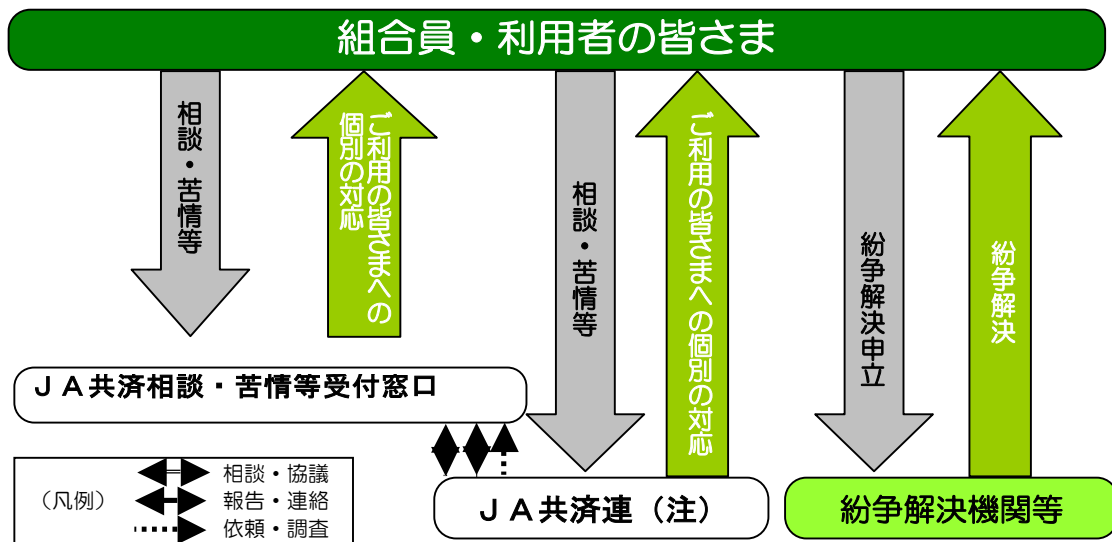 組合員・利用者の皆さま
相談・苦情等
ご利用の皆さまへの
個別の対応
相談・苦情等
ご利用の皆さまへの個別の対応
紛争解決申立
紛争解決
ＪＡ共済相談・苦情等受付窓口
（凡例）
相談・協議
報告・連絡
依頼・調査
ＪＡ共済連（注）
紛争解決機関等